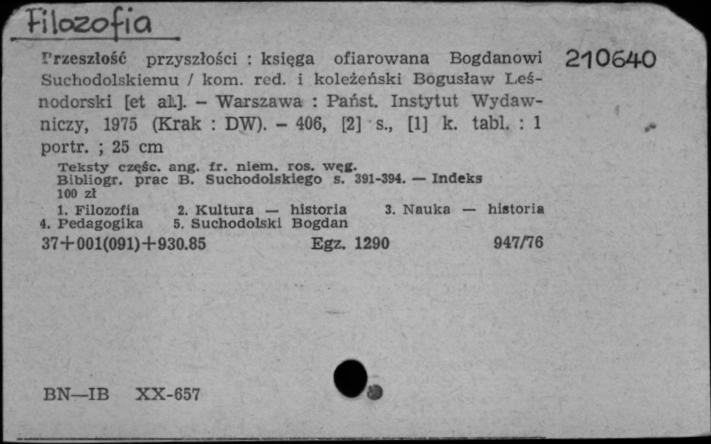 Filozofia
Przeszłość przyszłości : księga ofiarowana Bogdanowi 210640
Suchodolskiemu / kom. red. i koleżeński Bogusław Leś-
nodorski [et al.]. — Warszawa : Państ. Instytut Wydaw-
niczy, 1975 (Krak : DW). — 406, [2] s., [1] k. tabl. : 1
portr. ; 25 cm
Teksty częśc. ang. fr. niem. ros. węg.
Bibliogr. prac B. Suchodolskiego s. 391-394. — Indeks
100 zł
1. Filozofia 2. Kultura — historia 3. Nauka — historia
4. Pedagogika 5. Suchodolski Bogdan
37+001(091)+930.85 Egz. 1290 947/76
BN—IB XX-657